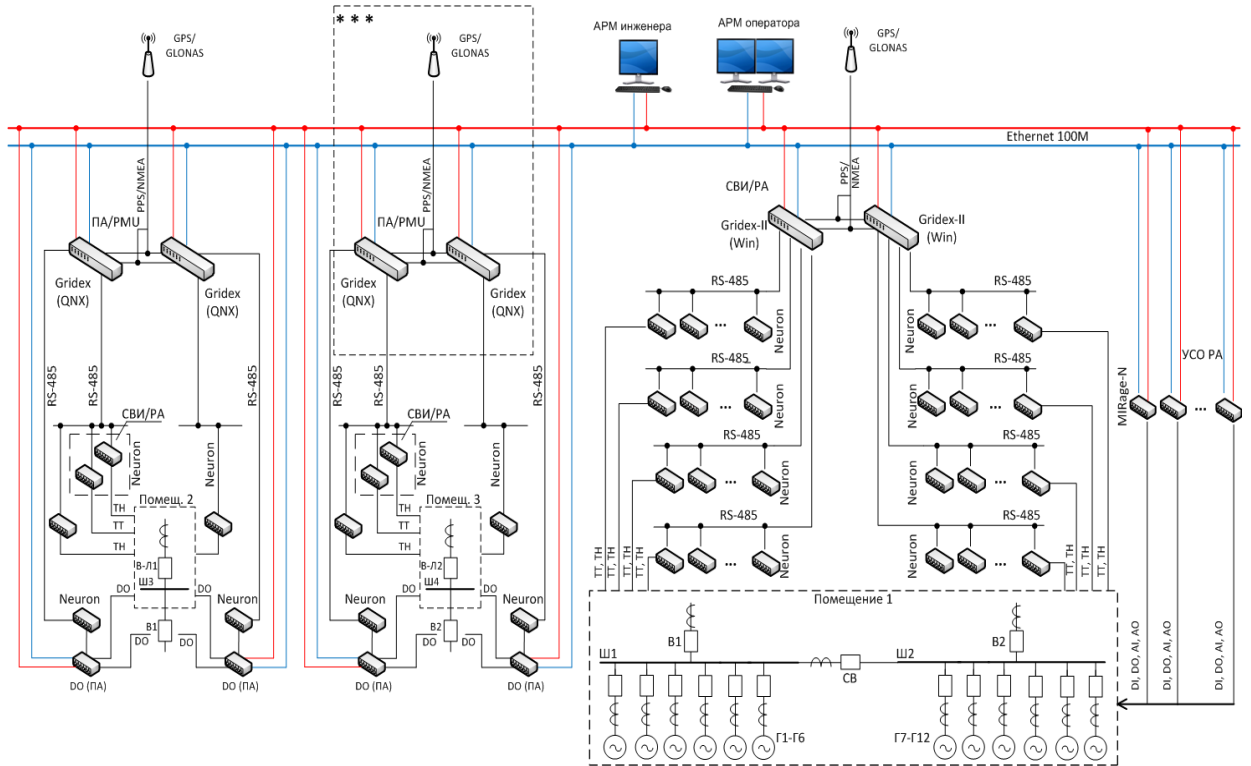 * * *
GPS/
GLONAS
GPS/
GLONAS
АРМ инженера
АРМ оператора
GPS/
GLONAS
Ethernet 100M
PPS/NMEA
PPS/NMEA
PPS/
NMEA
СВИ/РА
ПА/PMU
ПА/PMU
Gridex-II
(Win)
Gridex-II
(Win)
Gridex
(QNX)
Gridex
(QNX)
Gridex
(QNX)
Gridex
(QNX)
RS-485
RS-485
Neuron
...
...
Neuron
RS-485
RS-485
RS-485
RS-485
RS-485
RS-485
RS-485
RS-485
Neuron
...
...
Neuron
УСО РА
MIRage-N
...
СВИ/РА
СВИ/РА
Neuron
Neuron
Neuron
Neuron
RS-485
RS-485
Neuron
...
...
Neuron
Помещ. 2
Помещ. 3
ТН
ТТ
ТН
ТН
ТТ
ТН
RS-485
RS-485
Neuron
...
...
Neuron
В-Л1
Ш3
В-Л2
Ш4
DO
DO
DO
DO
ТТ, ТН
ТТ, ТН
ТТ, ТН
ТТ, ТН
ТТ, ТН
ТТ, ТН
ТТ, ТН
ТТ, ТН
Neuron
Neuron
Neuron
Neuron
В1
DO
DO
В2
DO
DO
DO (ПА)
DO (ПА)
DO (ПА)
DO (ПА)
Помещение 1
В1
В2
Ш1
Ш2
СВ
Г1-Г6
Г7-Г12
DI, DO, AI, AO
DI, DO, AI, AO
DI, DO, AI, AO